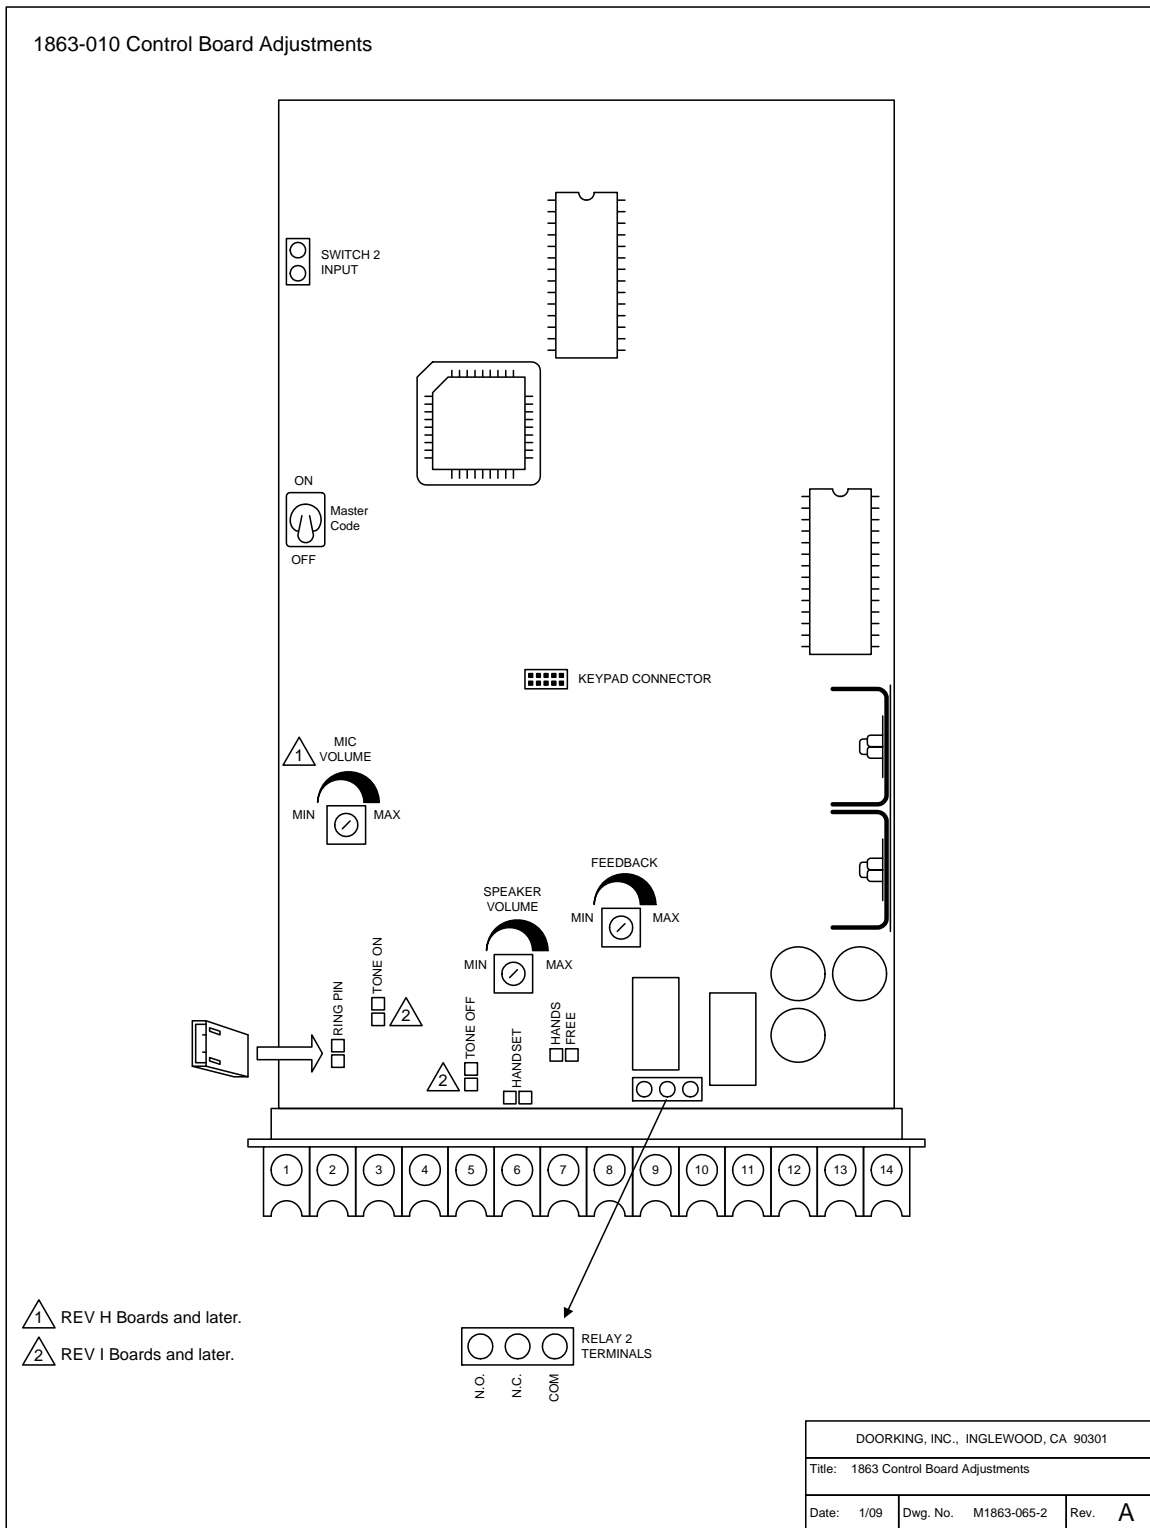 1863-010 Control Board Adjustments
SWITCH 2
INPUT
ON
Master
Code
OFF
KEYPAD CONNECTOR
1
MIC
VOLUME
MIN
MAX
FEEDBACK
MIN
MAX
SPEAKER
VOLUME
MIN
MAX
TONE ON
2
RING PIN
TONE OFF
2
HANDSET
HANDS
FREE
1 2 3 4 5 6 7 8 9 10 11 12 13 14
1 REV H Boards and later.
2 REV I Boards and later.
RELAY 2
TERMINALS
N.O.
N.C.
COM
DOORKING, INC., INGLEWOOD, CA 90301
Title: 1863 Control Board Adjustments
Date: 1/09 Dwg. No. M1863-065-2 Rev. A